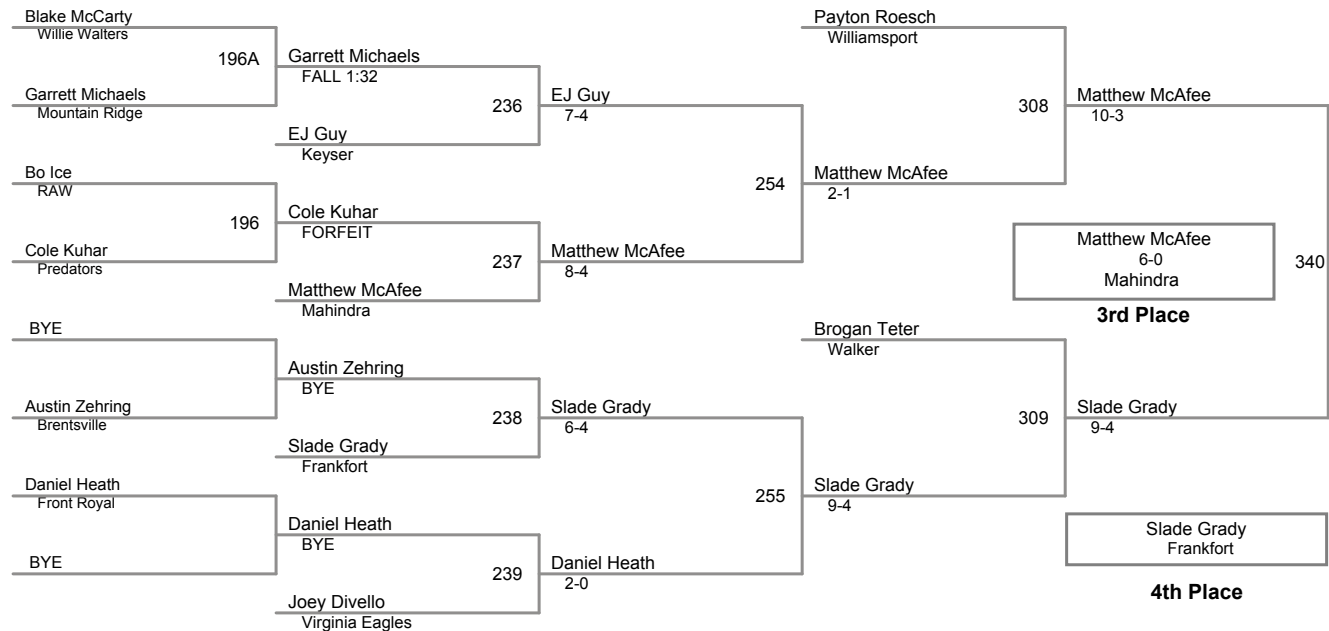 Blake McCarty
Willie Walters
196A
Garrett Michaels
Mountain Ridge
Bo Ice
RAW
196
Cole Kuhar
Predators
BYE
Austin Zehring
Brentsville
Daniel Heath
Front Royal
BYE
Garrett Michaels
FALL 1:32
236
EJ Guy
Keyser
Cole Kuhar
FORFEIT
237
Matthew McAfee
Mahindra
Austin Zehring
BYE
238
Slade Grady
Frankfort
Daniel Heath
BYE
239
Joey Divello
Virginia Eagles
EJ Guy
7-4
254
Matthew McAfee
8-4
Slade Grady
6-4
255
Daniel Heath
2-0
Payton Roesch
Williamsport
308
Matthew McAfee
2-1
Brogan Teter
Walker
309
Slade Grady
9-4
Matthew McAfee
10-3
340
Slade Grady
9-4
Matthew McAfee
6-0
Mahindra
3rd Place
Slade Grady
Frankfort
4th Place